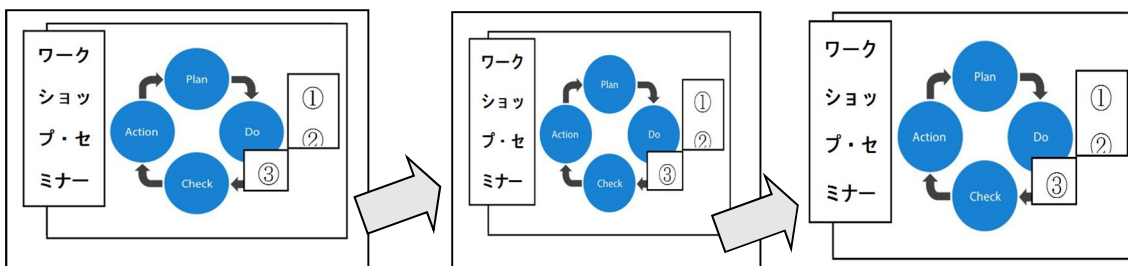 ワーク
ショッ
プ・セ
ミナー
Plan
①
Action
Do
②
③
Check
ワーク
ショッ
プ・セ
ミナー
Plan
①
Action
Do
②
③
Check
ワーク
ショッ
プ・セ
ミナー
Plan
①
Action
Do
②
③
Check